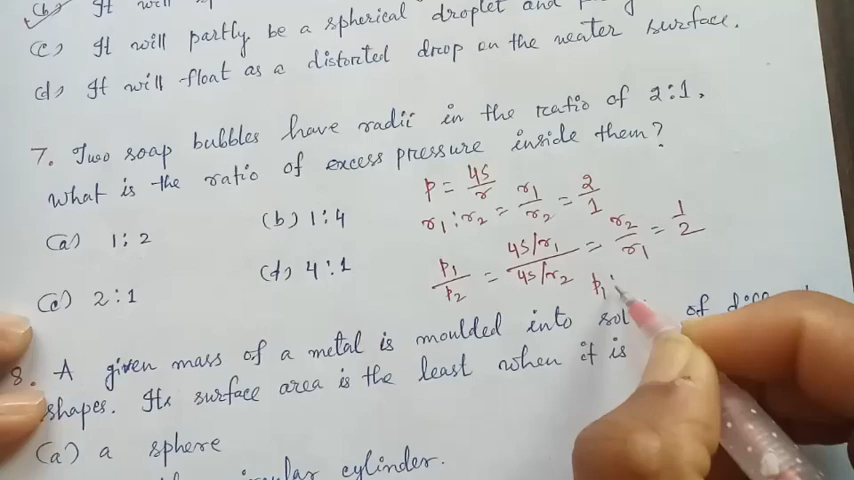 (b) It will
(c) It will partly be a spherical droplet and
(d) It will float as a distorted drop on the water surface.
7. Two soap bubbles have radii in the ratio of 2:1.
What is the ratio of excess pressure inside them?
(a) 1:2
(b) 1:4
(c) 2:1
(d) 4:1
p = 4S/r
r₁:r₂ = r₁/r₂ = 2/1
p₁/p₂ = (4S/r₁)/(4S/r₂) = r₂/r₁ = 1/2
p₁:
8. A given mass of a metal is moulded into of
shapes. Its surface area is the least when it is
(a) a sphere
cylinder.